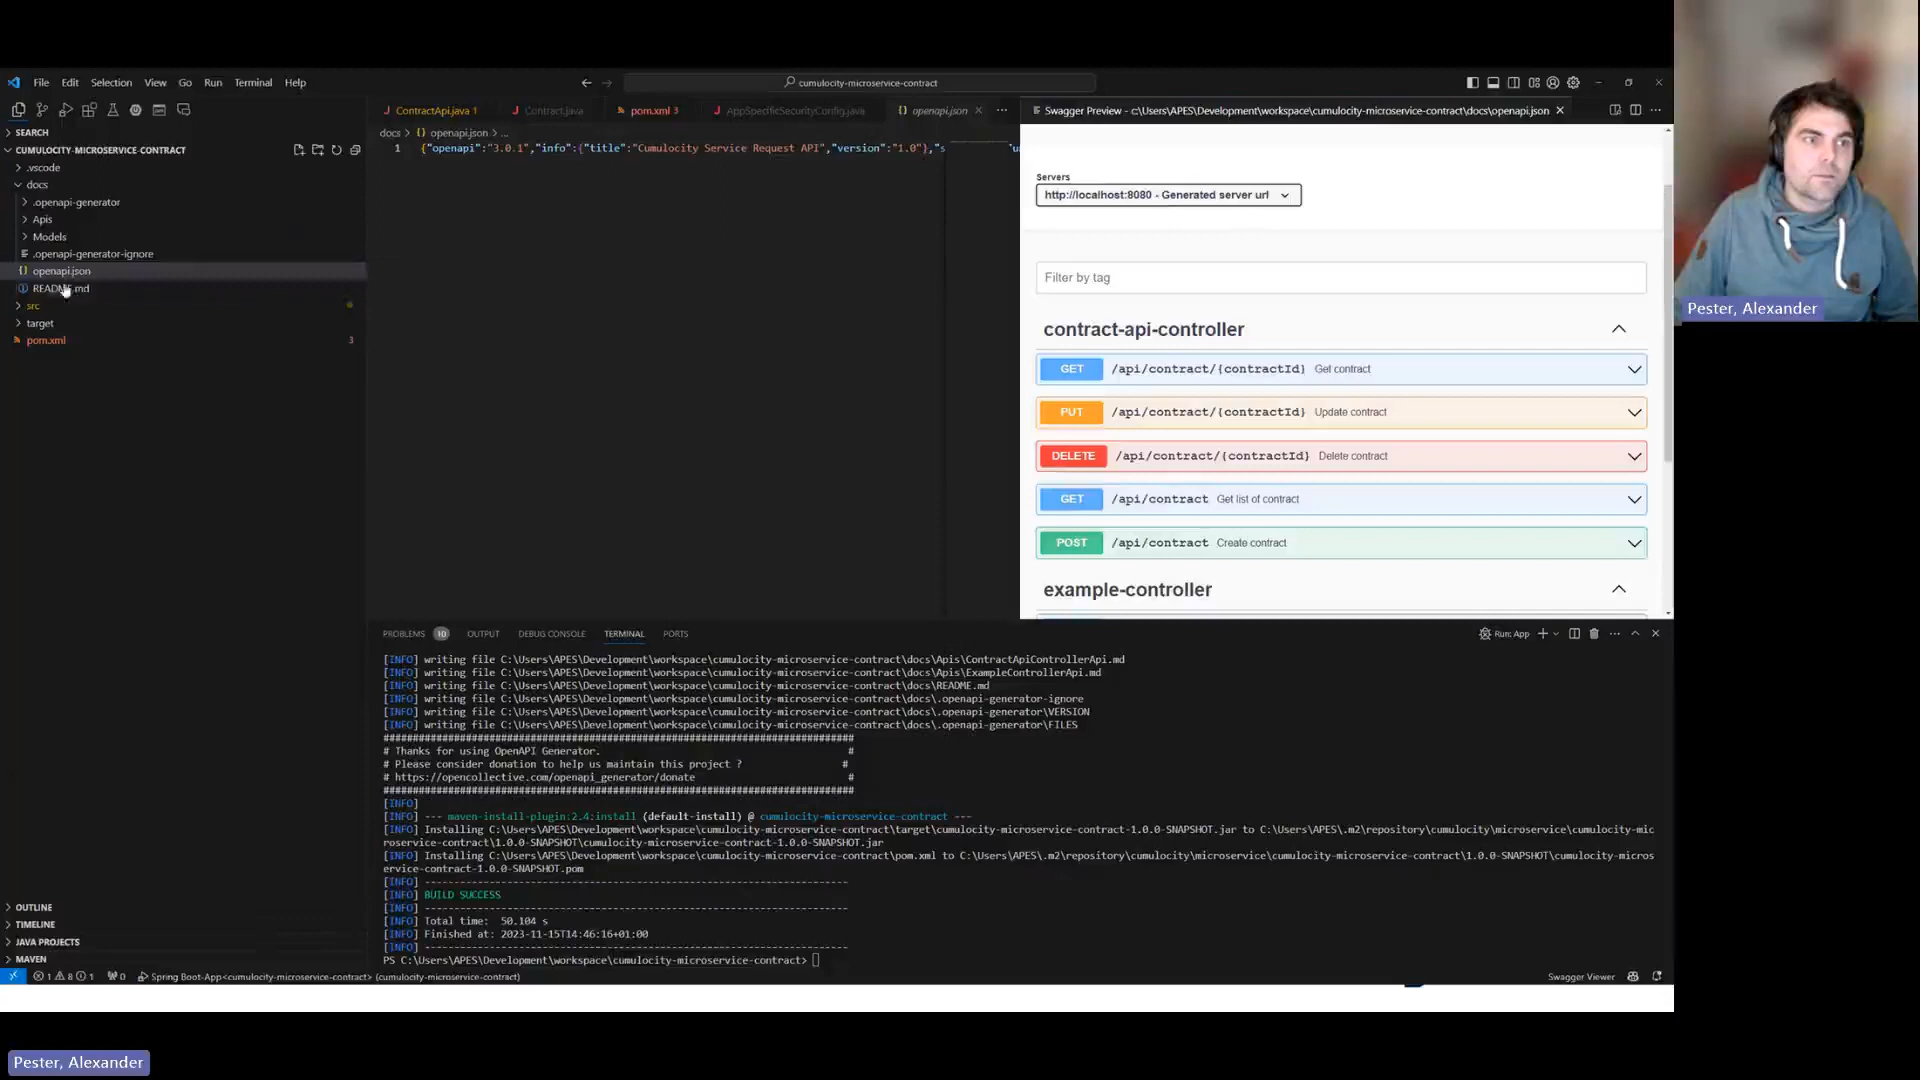 File Edit Selection View Go Run Terminal Help
cumulocity-microservice-contract
SEARCH
CUMULOCITY-MICROSERVICE-CONTRACT
.vscode
docs
.openapi-generator
Apis
Models
.openapi-generator-ignore
openapi.json
README.md
src
target
pom.xml 3
OUTLINE
TIMELINE
JAVA PROJECTS
MAVEN
ContractApi.java 1 Contract.java pom.xml 3 AppSpecificSecurityConfig.java openapi.json
docs > openapi.json > ...
1 {"openapi":"3.0.1","info":{"title":"Cumulocity Service Request API","version":"1.0"},"s
Swagger Preview - c:\Users\APES\Development\workspace\cumulocity-microservice-contract\docs\openapi.json
Servers
http://localhost:8080 - Generated server url
Filter by tag
contract-api-controller
GET /api/contract/{contractId} Get contract
PUT /api/contract/{contractId} Update contract
DELETE /api/contract/{contractId} Delete contract
GET /api/contract Get list of contract
POST /api/contract Create contract
example-controller
PROBLEMS 10 OUTPUT DEBUG CONSOLE TERMINAL PORTS
Run: App
[INFO] writing file C:\Users\APES\Development\workspace\cumulocity-microservice-contract\docs\Apis\ContractApiControllerApi.md
[INFO] writing file C:\Users\APES\Development\workspace\cumulocity-microservice-contract\docs\Apis\ExampleControllerApi.md
[INFO] writing file C:\Users\APES\Development\workspace\cumulocity-microservice-contract\docs\README.md
[INFO] writing file C:\Users\APES\Development\workspace\cumulocity-microservice-contract\docs\.openapi-generator-ignore
[INFO] writing file C:\Users\APES\Development\workspace\cumulocity-microservice-contract\docs\.openapi-generator\VERSION
[INFO] writing file C:\Users\APES\Development\workspace\cumulocity-microservice-contract\docs\.openapi-generator\FILES
################################################################################
# Thanks for using OpenAPI Generator. #
# Please consider donation to help us maintain this project ? #
# https://opencollective.com/openapi_generator/donate #
################################################################################
[INFO]
[INFO] --- maven-install-plugin:2.4:install (default-install) @ cumulocity-microservice-contract ---
[INFO] Installing C:\Users\APES\Development\workspace\cumulocity-microservice-contract\target\cumulocity-microservice-contract-1.0.0-SNAPSHOT.jar to C:\Users\APES\.m2\repository\cumulocity\microservice\cumulocity-mic
roservice-contract\1.0.0-SNAPSHOT\cumulocity-microservice-contract-1.0.0-SNAPSHOT.jar
[INFO] Installing C:\Users\APES\Development\workspace\cumulocity-microservice-contract\pom.xml to C:\Users\APES\.m2\repository\cumulocity\microservice\cumulocity-microservice-contract\1.0.0-SNAPSHOT\cumulocity-micros
ervice-contract-1.0.0-SNAPSHOT.pom
[INFO] ------------------------------------------------------------------------
[INFO] BUILD SUCCESS
[INFO] ------------------------------------------------------------------------
[INFO] Total time: 50.104 s
[INFO] Finished at: 2023-11-15T14:46:16+01:00
[INFO] ------------------------------------------------------------------------
PS C:\Users\APES\Development\workspace\cumulocity-microservice-contract>
1 8 1 0 Spring Boot-App<cumulocity-microservice-contract> (cumulocity-microservice-contract)
Swagger Viewer
Pester, Alexander
Pester, Alexander